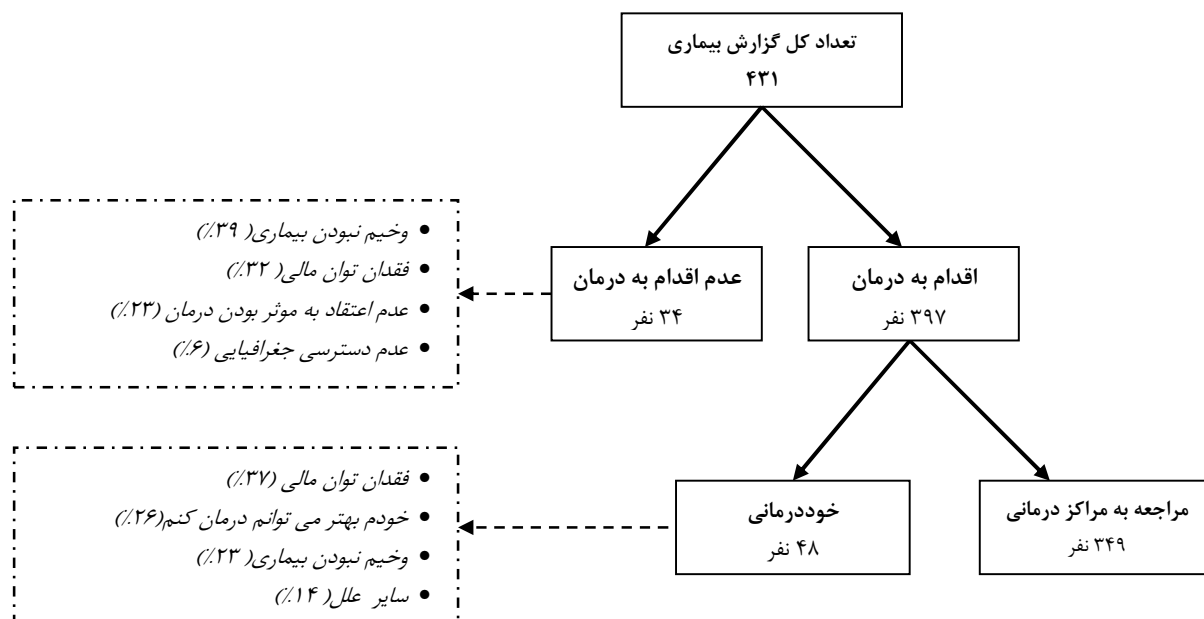 تعداد کل گزارش بیماری
۴۳۱
اقدام به درمان
۳۹۷ نفر
عدم اقدام به درمان
۳۴ نفر
• وخیم نبودن بیماری( ۳۹٪)
• فقدان توان مالی( ۳۲٪)
• عدم اعتقاد به موثر بودن درمان (۲۳٪)
• عدم دسترسی جغرافیایی (۶٪)
مراجعه به مراکز درمانی
۳۴۹ نفر
خوددرمانی
۴۸ نفر
• فقدان توان مالی (۳۷٪)
• خودم بهتر می توانم درمان کنم(۲۶٪)
• وخیم نبودن بیماری( ۲۳٪)
• سایر علل( ۱۴٪)